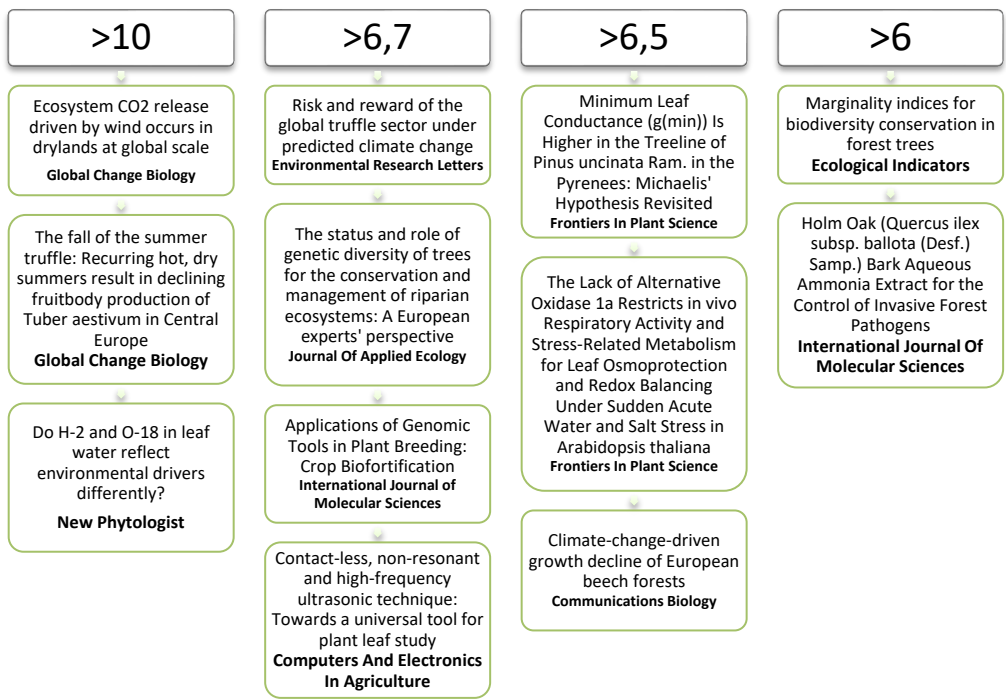 >10
Ecosystem CO2 release
driven by wind occurs in
drylands at global scale
Global Change Biology
The fall of the summer
truffle: Recurring hot, dry
summers result in declining
fruitbody production of
Tuber aestivum in Central
Europe
Global Change Biology
Do H-2 and O-18 in leaf
water reflect
environmental drivers
differently?
New Phytologist
>6,7
Risk and reward of the
global truffle sector under
predicted climate change
Environmental Research Letters
The status and role of
genetic diversity of trees
for the conservation and
management of riparian
ecosystems: A European
experts' perspective
Journal Of Applied Ecology
Applications of Genomic
Tools in Plant Breeding:
Crop Biofortification
International Journal of
Molecular Sciences
Contact-less, non-resonant
and high-frequency
ultrasonic technique:
Towards a universal tool for
plant leaf study
Computers And Electronics
In Agriculture
>6,5
Minimum Leaf
Conductance (g(min)) Is
Higher in the Treeline of
Pinus uncinata Ram. in the
Pyrenees: Michaelis'
Hypothesis Revisited
Frontiers In Plant Science
The Lack of Alternative
Oxidase 1a Restricts in vivo
Respiratory Activity and
Stress-Related Metabolism
for Leaf Osmoprotection
and Redox Balancing
Under Sudden Acute
Water and Salt Stress in
Arabidopsis thaliana
Frontiers In Plant Science
Climate-change-driven
growth decline of European
beech forests
Communications Biology
>6
Marginality indices for
biodiversity conservation in
forest trees
Ecological Indicators
Holm Oak (Quercus ilex
subsp. ballota (Desf.)
Samp.) Bark Aqueous
Ammonia Extract for the
Control of Invasive Forest
Pathogens
International Journal Of
Molecular Sciences